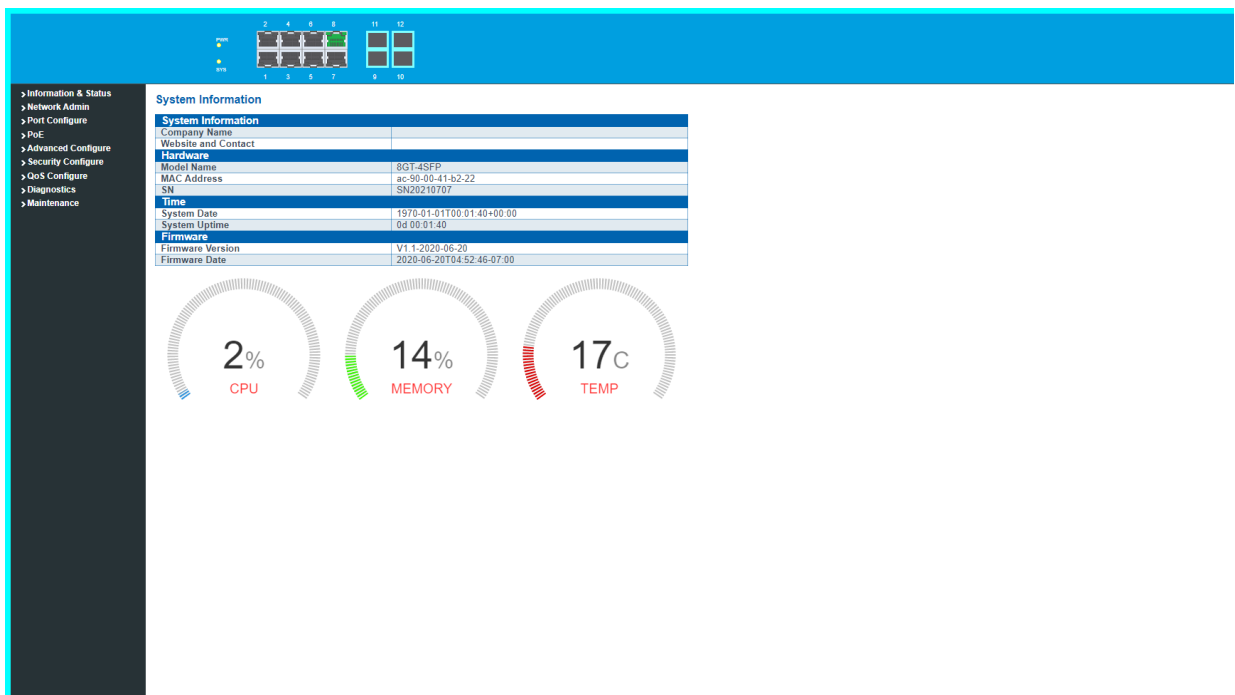 2 4 6 8 11 12
PWR
SYS
1 3 5 7 9 10
Information & Status
Network Admin
Port Configure
PoE
Advanced Configure
Security Configure
QoS Configure
Diagnostics
Maintenance
System Information
System Information
Company Name
Website and Contact
Hardware
Model Name 8GT-4SFP
MAC Address ac-90-00-41-b2-22
SN SN20210707
Time
System Date 1970-01-01T00:01:40+00:00
System Uptime 0d 00:01:40
Firmware
Firmware Version V1.1-2020-06-20
Firmware Date 2020-06-20T04:52:46-07:00
2% 14% 17C
CPU MEMORY TEMP